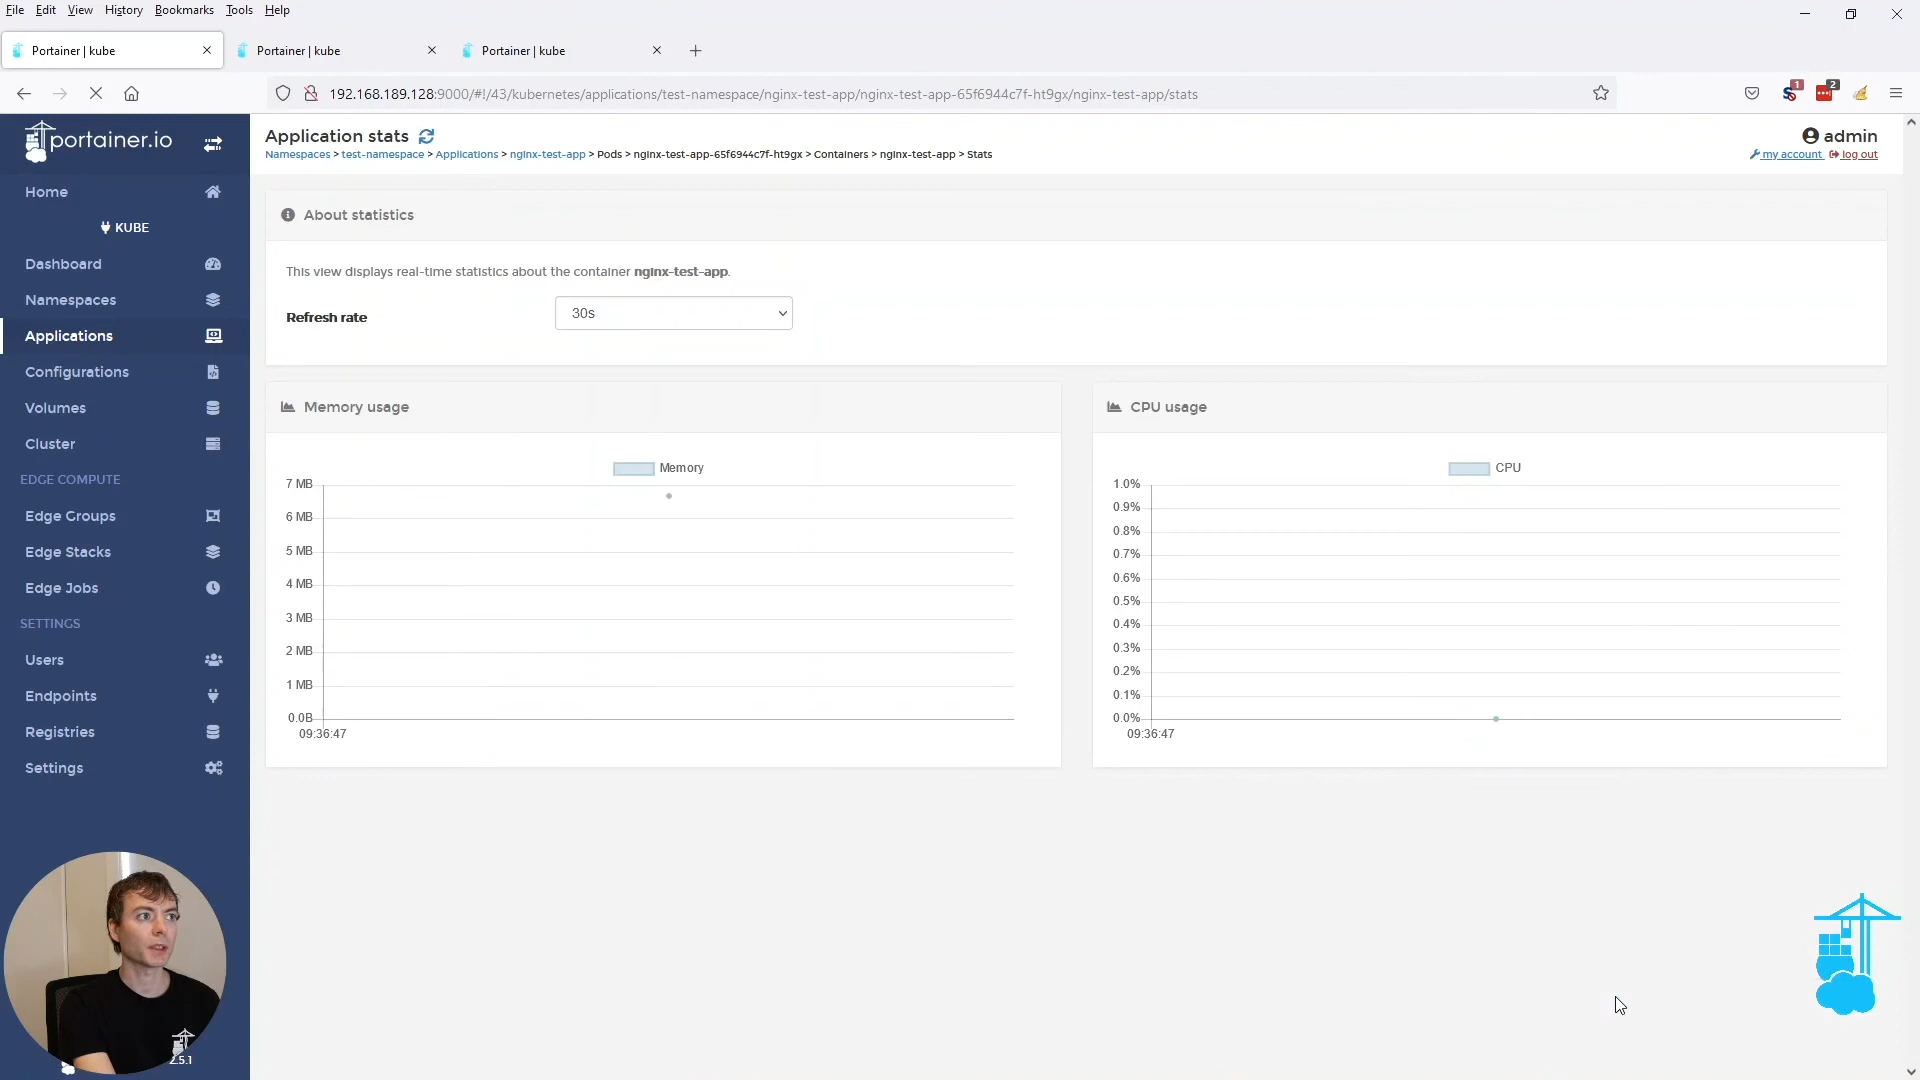 File Edit View History Bookmarks Tools Help
Portainer | kube
Portainer | kube
Portainer | kube
192.168.189.128:9000/#!/43/kubernetes/applications/test-namespace/nginx-test-app/nginx-test-app-65f6944c7f-ht9gx/nginx-test-app/stats
1
2
portainer.io
Application stats
admin
Namespaces > test-namespace > Applications > nginx-test-app > Pods > nginx-test-app-65f6944c7f-ht9gx > Containers > nginx-test-app > Stats
my account log out
Home
KUBE
Dashboard
Namespaces
Applications
Configurations
Volumes
Cluster
EDGE COMPUTE
Edge Groups
Edge Stacks
Edge Jobs
SETTINGS
Users
Endpoints
Registries
Settings
2.5.1
About statistics
This view displays real-time statistics about the container nginx-test-app.
Refresh rate
30s
Memory usage
Memory
7 MB
6 MB
5 MB
4 MB
3 MB
2 MB
1 MB
0.0B
09:36:47
CPU usage
CPU
1.0%
0.9%
0.8%
0.7%
0.6%
0.5%
0.4%
0.3%
0.2%
0.1%
0.0%
09:36:47